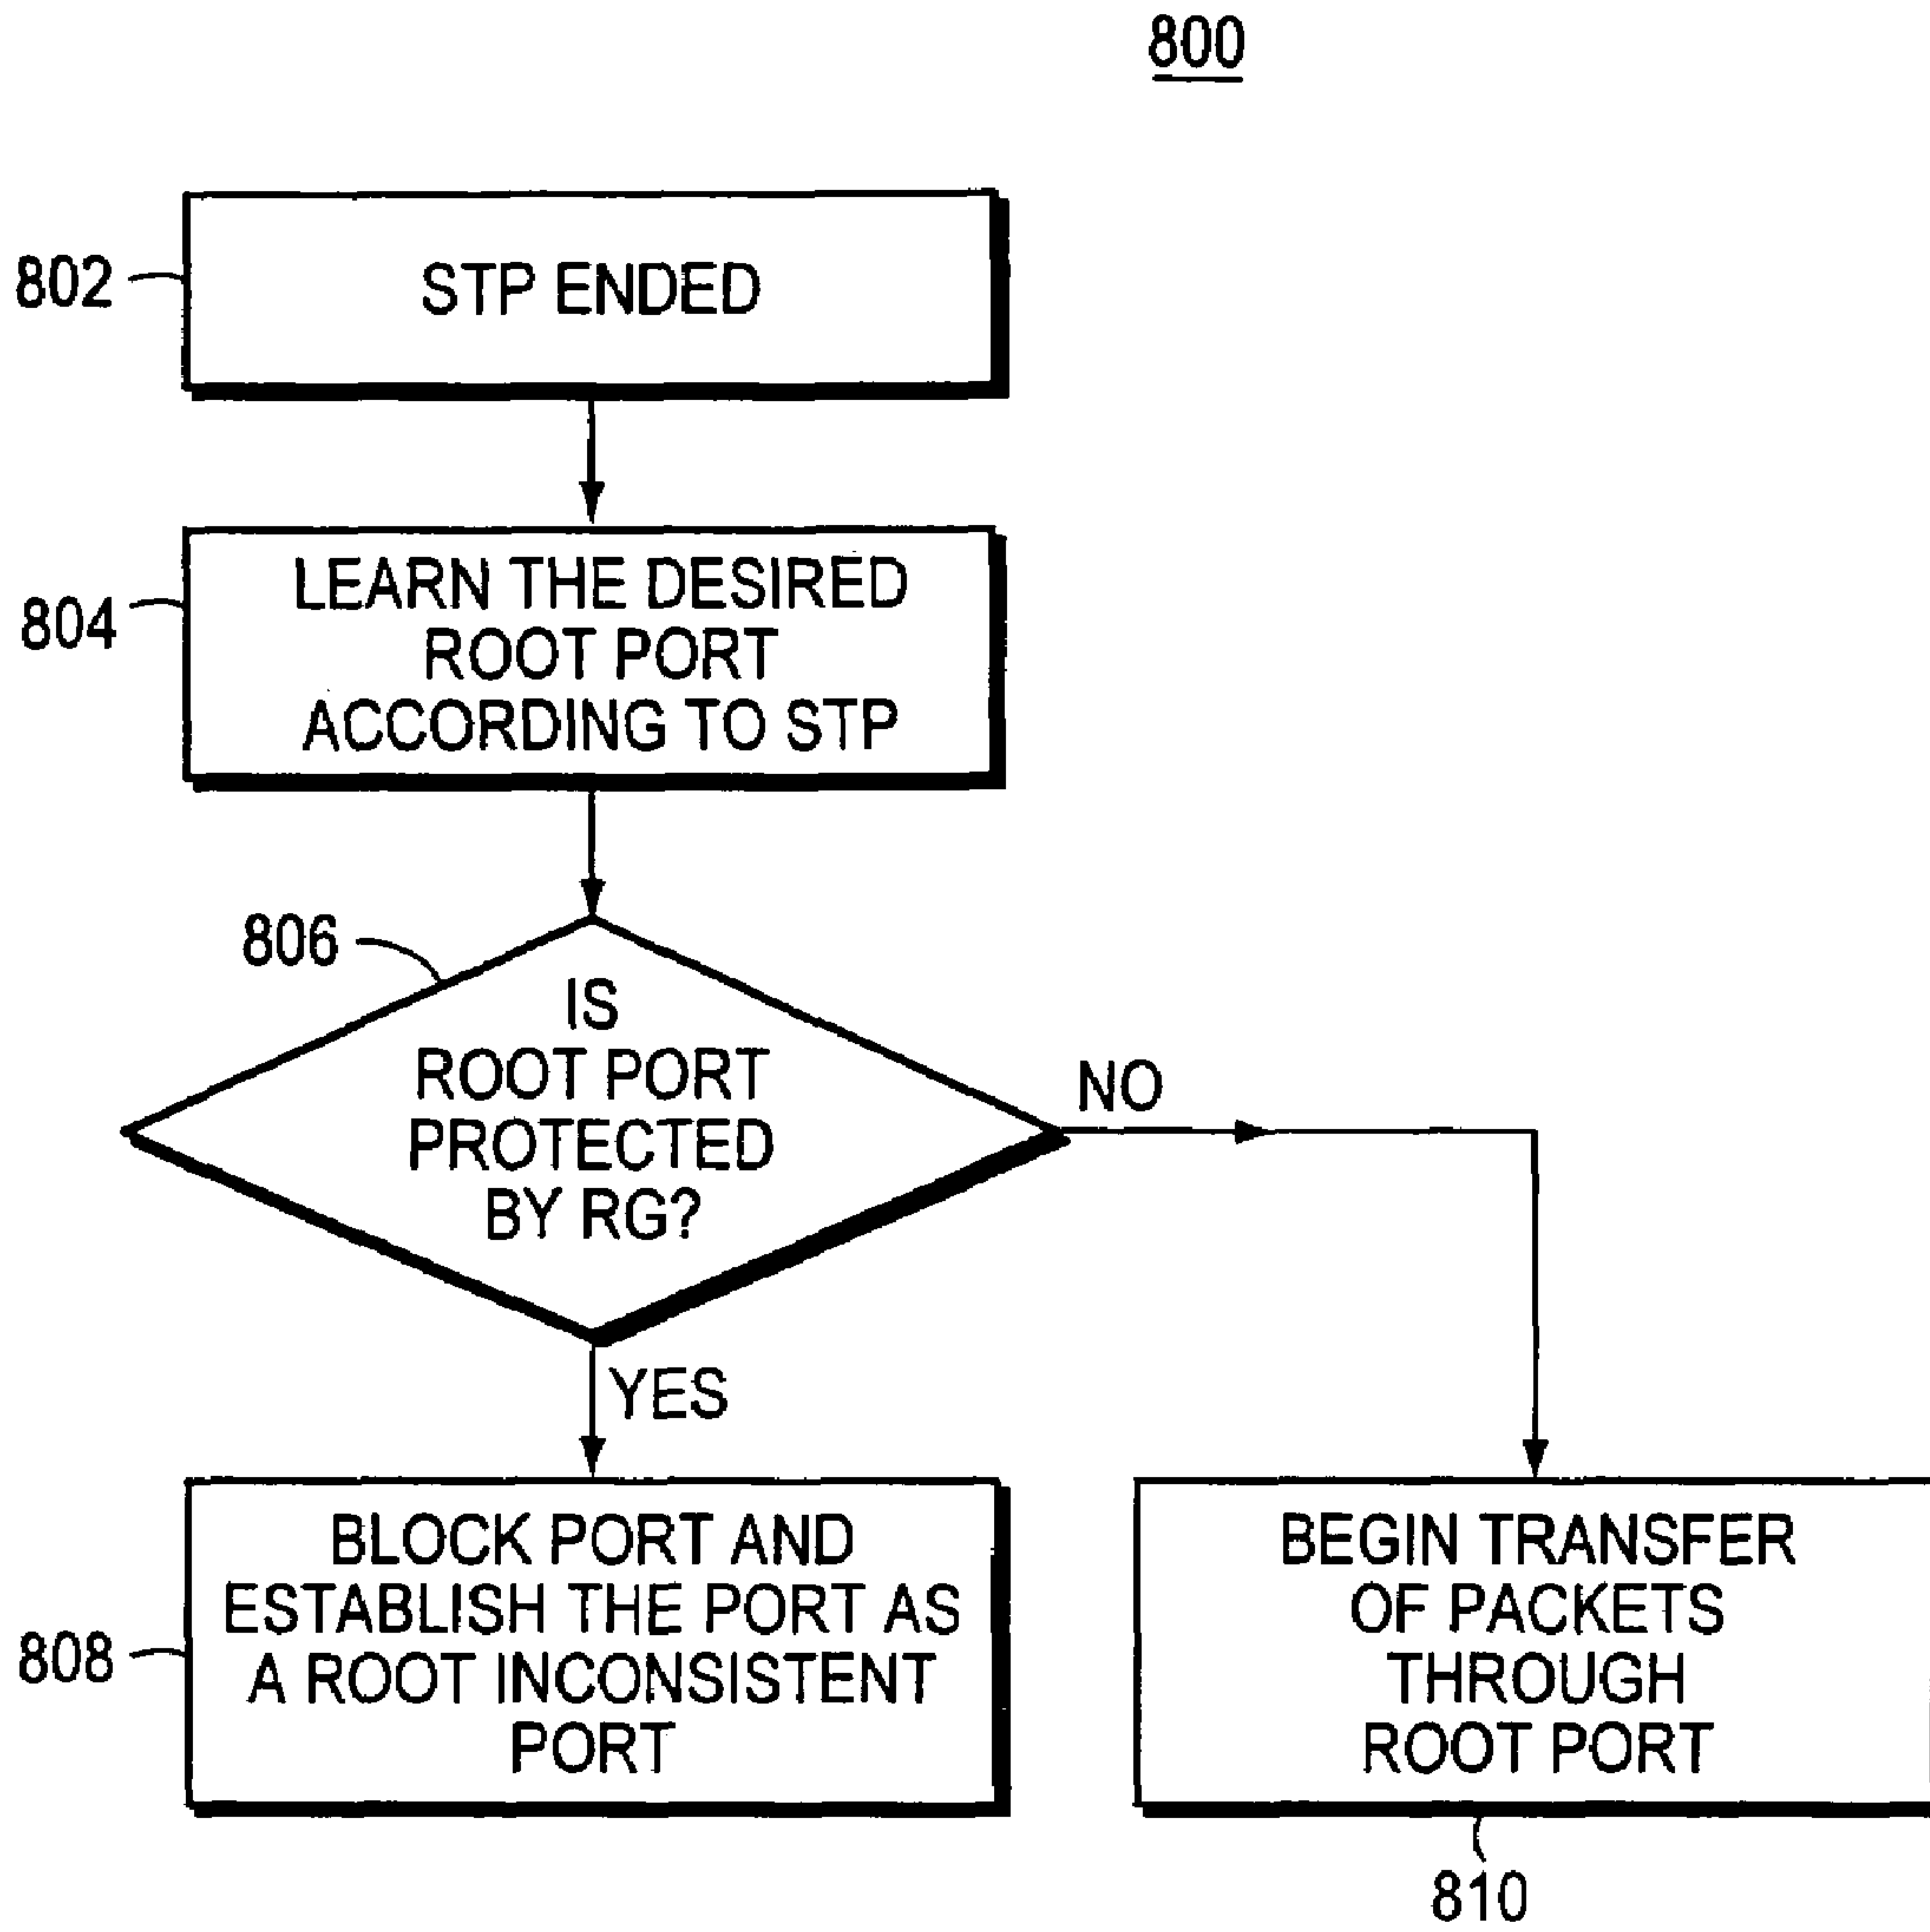 800
802
STP ENDED
804
LEARN THE DESIRED
ROOT PORT
ACCORDING TO STP
806
IS
ROOT PORT
PROTECTED
BY RG?
NO
YES
808
BLOCK PORT AND
ESTABLISH THE PORT AS
A ROOT INCONSISTENT
PORT
BEGIN TRANSFER
OF PACKETS
THROUGH
ROOT PORT
810